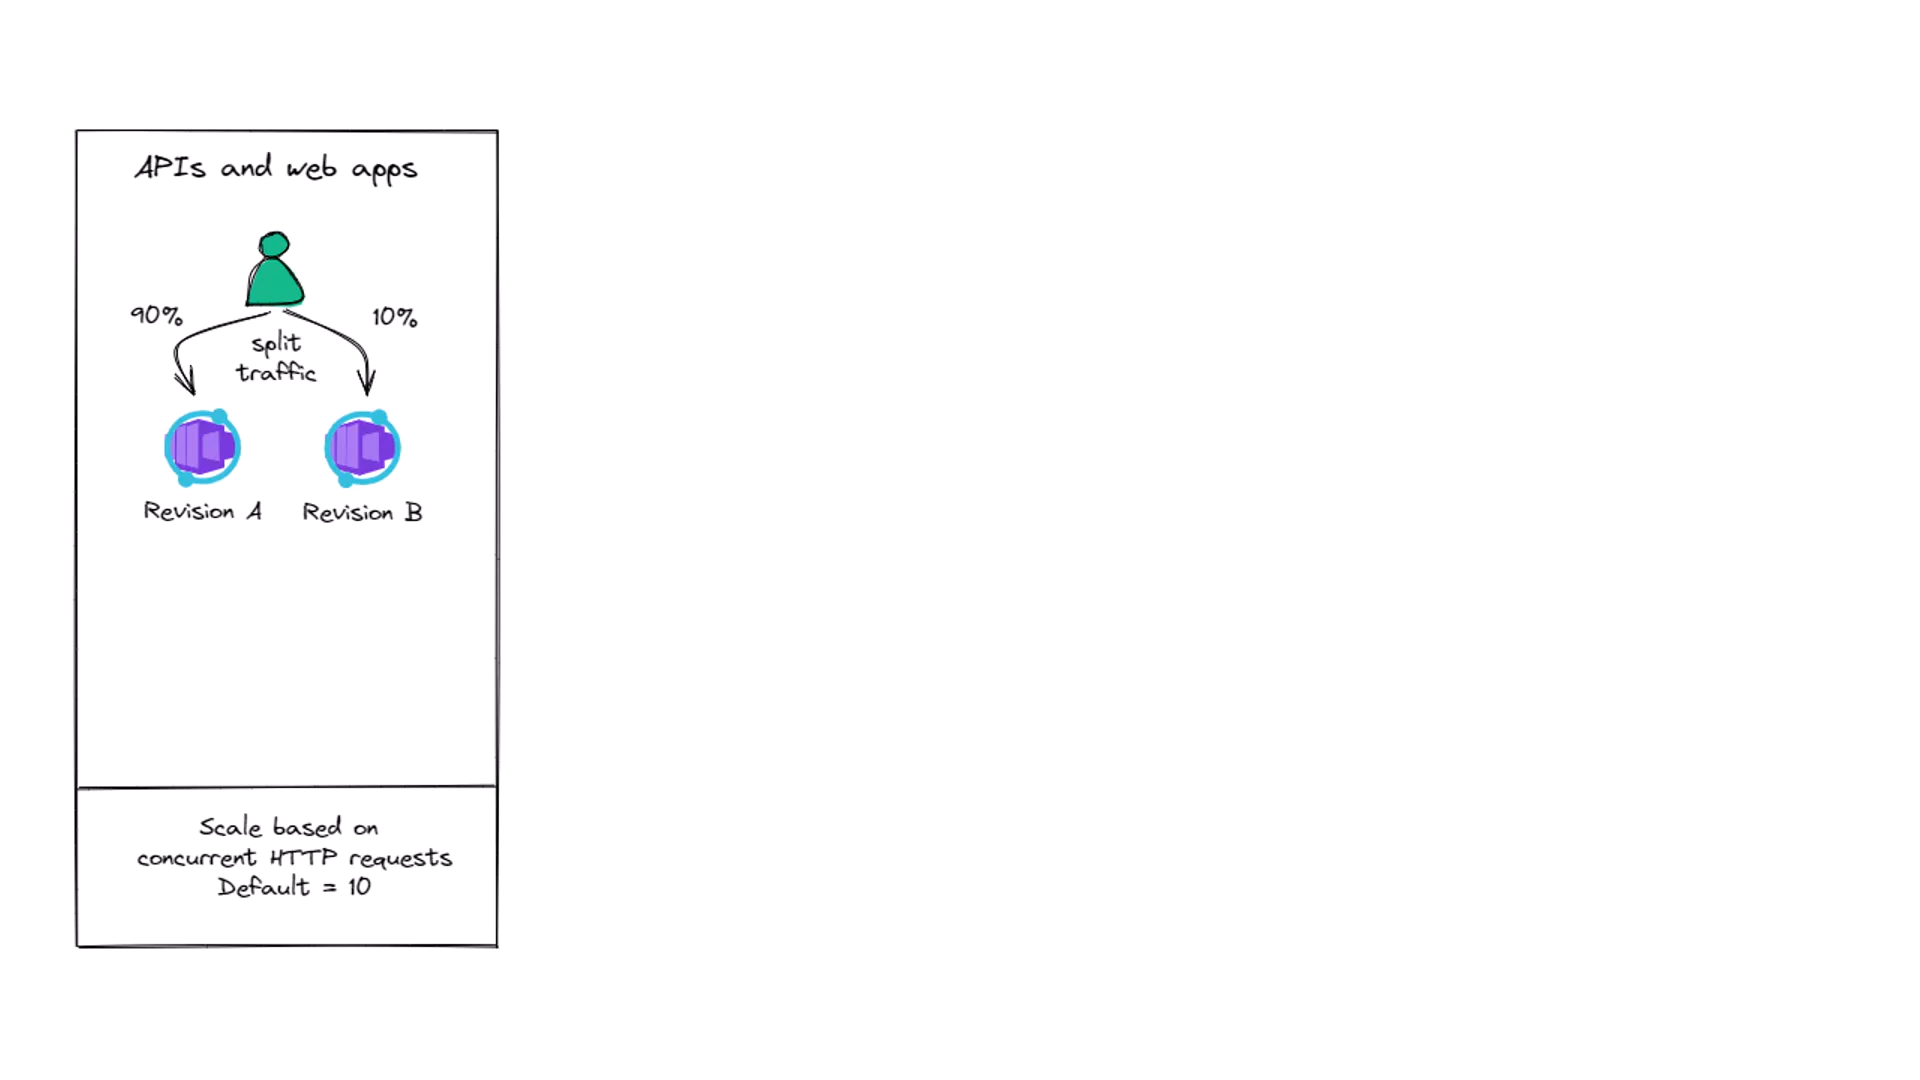 APIs and web apps
90%
10%
split
traffic
Revision A
Revision B
Scale based on
concurrent HTTP requests
Default = 10